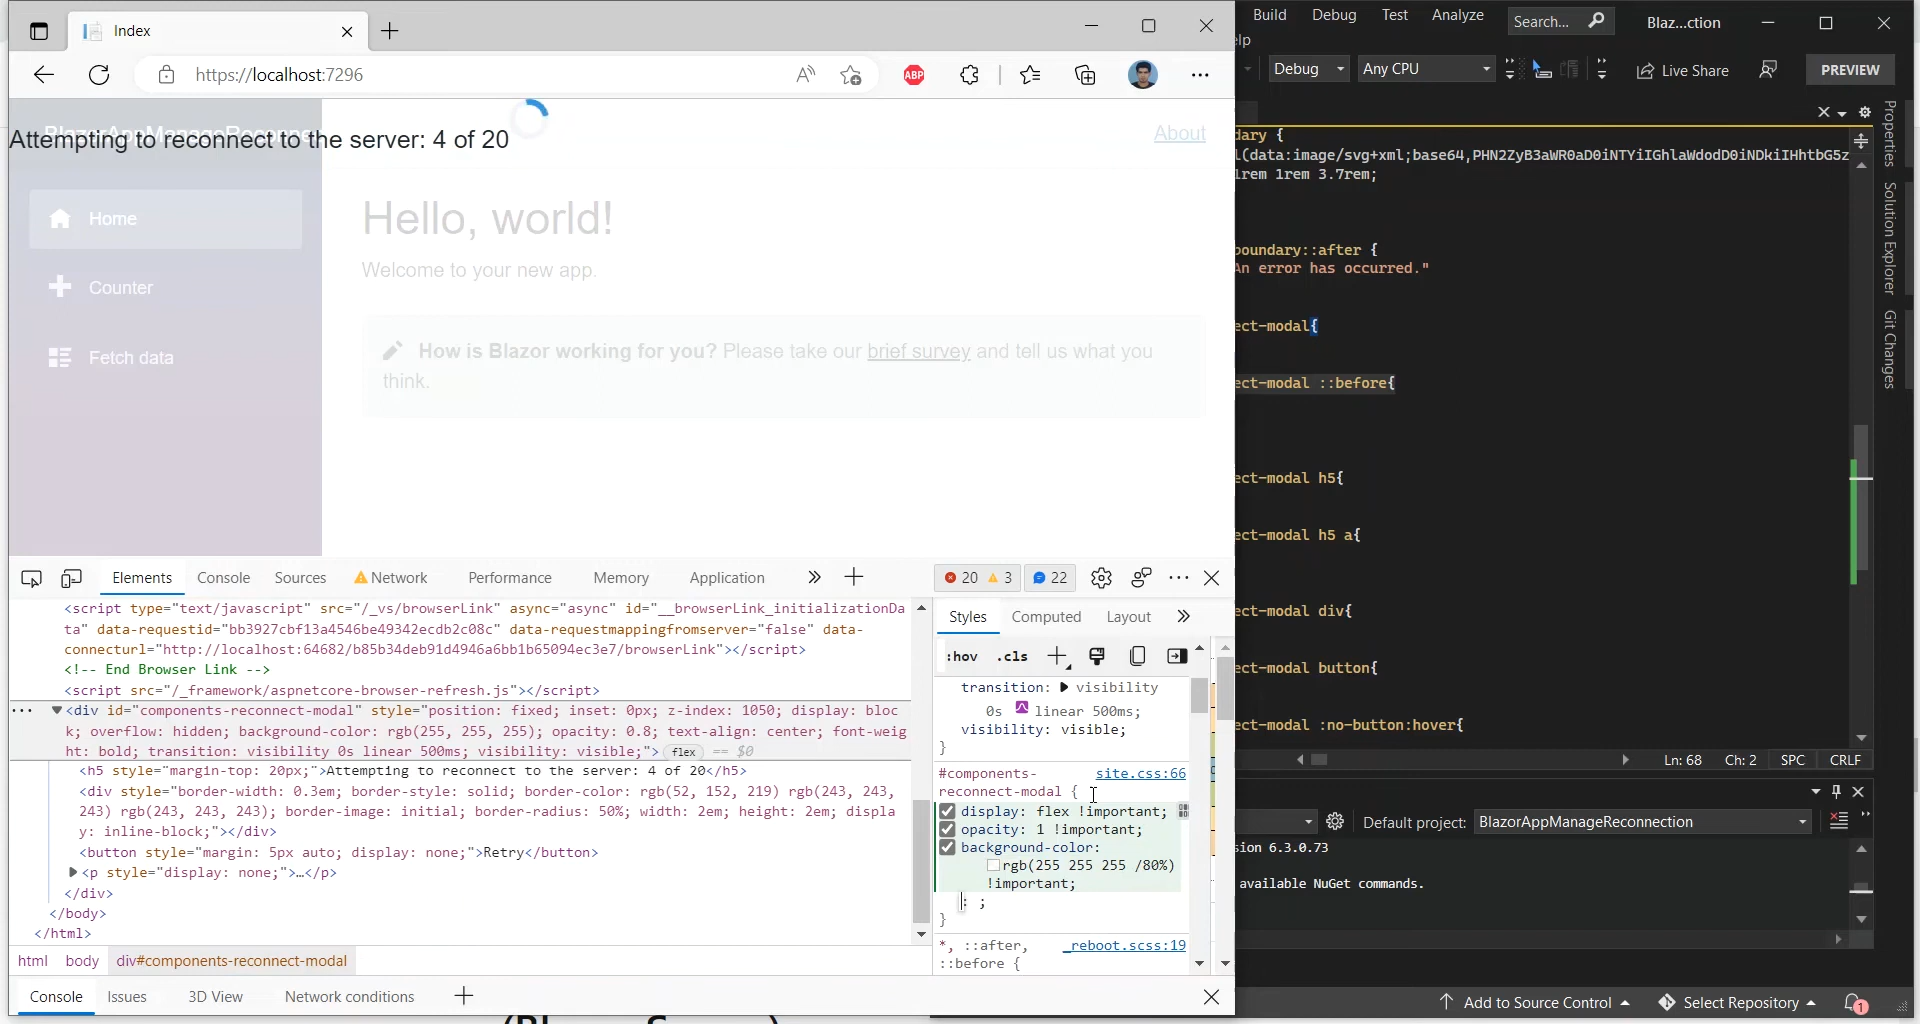 Index
https://localhost:7296
ABP
BlazorAppManageReconne
Attempting to reconnect to the server: 4 of 20
About
Home
Counter
Fetch data
Hello, world!
Welcome to your new app.
How is Blazor working for you? Please take our brief survey and tell us what you
think.
Elements
Console
Sources
Network
Performance
Memory
Application
20
3
22
<script type="text/javascript" src="/_vs/browserLink" async="async" id="__browserLink_initializationDa
ta" data-requestid="bb3927cbf13a4546be49342ecdb2c08c" data-requestmappingfromserver="false" data-
connecturl="http://localhost:64682/b85b34deb91d4946a6bb1b65094ec3e7/browserLink"></script>
<!-- End Browser Link -->
<script src="/_framework/aspnetcore-browser-refresh.js"></script>
<div id="components-reconnect-modal" style="position: fixed; inset: 0px; z-index: 1050; display: bloc
k; overflow: hidden; background-color: rgb(255, 255, 255); opacity: 0.8; text-align: center; font-weig
ht: bold; transition: visibility 0s linear 500ms; visibility: visible;"> flex == $0
<h5 style="margin-top: 20px;">Attempting to reconnect to the server: 4 of 20</h5>
<div style="border-width: 0.3em; border-style: solid; border-color: rgb(52, 152, 219) rgb(243, 243,
243) rgb(243, 243, 243); border-image: initial; border-radius: 50%; width: 2em; height: 2em; displa
y: inline-block;"></div>
<button style="margin: 5px auto; display: none;">Retry</button>
<p style="display: none;">…</p>
</div>
</body>
</html>
html
body
div#components-reconnect-modal
Styles
Computed
Layout
:hov
.cls
transition: visibility
0s linear 500ms;
visibility: visible;
}
#components-
site.css:66
reconnect-modal {
display: flex !important;
opacity: 1 !important;
background-color:
rgb(255 255 255 /80%)
!important;
: ;
}
*, ::after,
_reboot.scss:19
::before {
Console
Issues
3D View
Network conditions
Build
Debug
Test
Analyze
Search...
Blaz...ction
lp
Debug
Any CPU
Live Share
PREVIEW
dary {
l(data:image/svg+xml;base64,PHN2ZyB3aWR0aD0iNTYiIGhlaWdodD0iNDkiIHhtbG5z
1rem 1rem 3.7rem;
boundary::after {
An error has occurred."
ect-modal{
ect-modal ::before{
ect-modal h5{
ect-modal h5 a{
ect-modal div{
ect-modal button{
ect-modal :no-button:hover{
Properties
Solution Explorer
Git Changes
Ln: 68
Ch: 2
SPC
CRLF
Default project:
BlazorAppManageReconnection
sion 6.3.0.73
available NuGet commands.
Add to Source Control
Select Repository
1